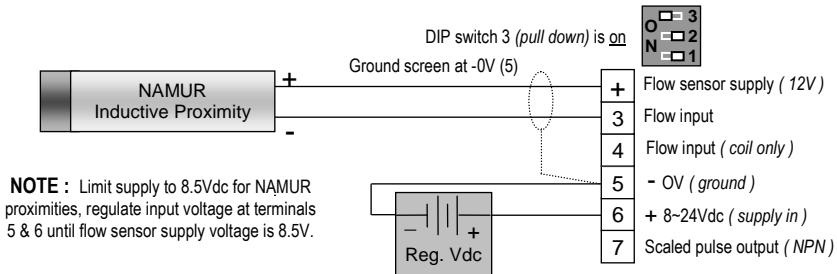 DIP switch 3 (pull down) is on
O
N
3
2
1
Ground screen at -0V (5)
NAMUR
Inductive Proximity
+
-
+ Flow sensor supply ( 12V )
3 Flow input
4 Flow input ( coil only )
5 - OV ( ground )
6 + 8~24Vdc ( supply in )
7 Scaled pulse output ( NPN )
NOTE : Limit supply to 8.5Vdc for NAMUR
proximities, regulate input voltage at terminals
5 & 6 until flow sensor supply voltage is 8.5V.
− +
Reg. Vdc